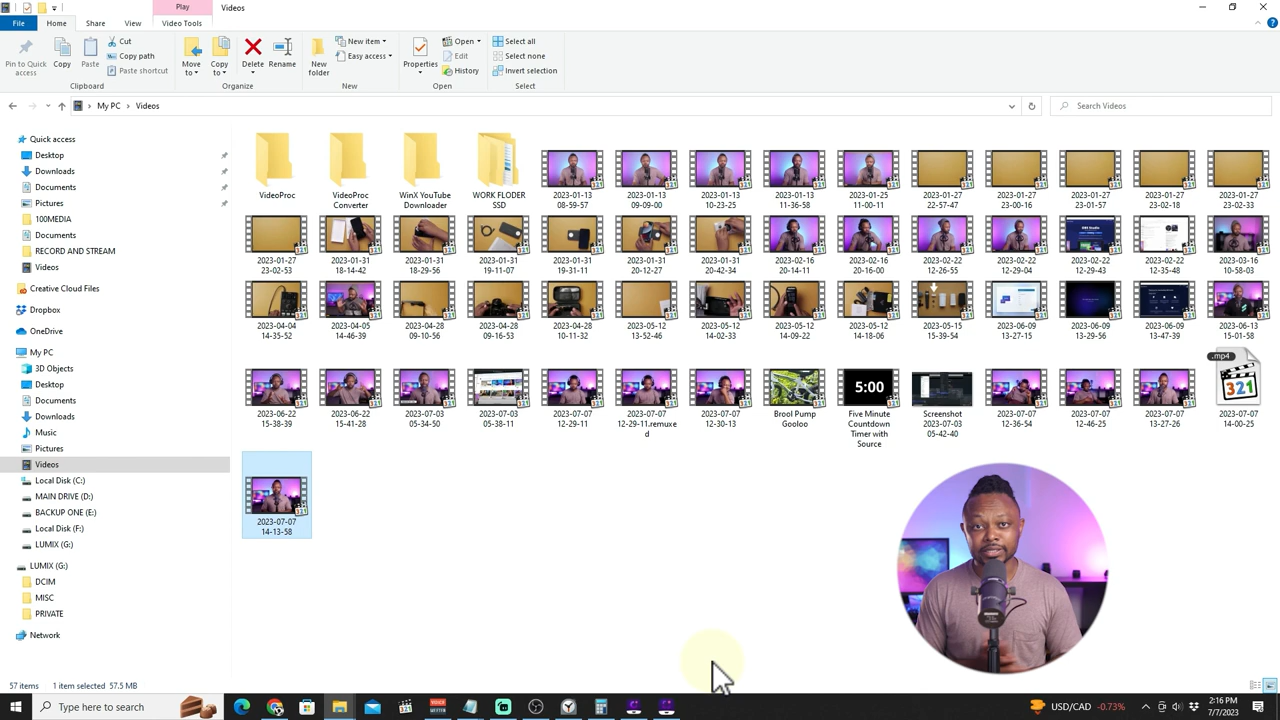 Play
Videos
File
Home
Share
View
Video Tools
Pin to Quick
access
Copy
Paste
Cut
Copy path
Paste shortcut
Clipboard
Move
to
Copy
to
Delete
Rename
Organize
New
folder
New item
Easy access
New
Properties
Open
Edit
History
Open
Select all
Select none
Invert selection
Select
My PC
Videos
Search Videos
Quick access
Desktop
Downloads
Documents
Pictures
100MEDIA
Documents
RECORD AND STREAM
Videos
Creative Cloud Files
Dropbox
OneDrive
My PC
3D Objects
Desktop
Documents
Downloads
Music
Pictures
Videos
Local Disk (C:)
MAIN DRIVE (D:)
BACKUP ONE (E:)
Local Disk (F:)
LUMIX (G:)
LUMIX (G:)
DCIM
MISC
PRIVATE
Network
VideoProc
VideoProc
Converter
WinX YouTube
Downloader
WORK FLODER
SSD
2023-01-13
08-59-57
2023-01-13
09-09-00
2023-01-13
10-23-25
2023-01-13
11-36-58
2023-01-25
11-00-11
2023-01-27
22-57-47
2023-01-27
23-00-16
2023-01-27
23-01-57
2023-01-27
23-02-18
2023-01-27
23-02-33
2023-01-27
23-02-53
2023-01-31
18-14-42
2023-01-31
18-29-56
2023-01-31
19-11-07
2023-01-31
19-31-11
2023-01-31
20-12-27
2023-01-31
20-42-34
2023-02-16
20-14-11
2023-02-16
20-16-00
2023-02-22
12-26-55
2023-02-22
12-29-04
2023-02-22
12-29-43
2023-02-22
12-35-48
2023-03-16
10-58-03
2023-04-04
14-35-52
2023-04-05
14-46-39
2023-04-28
09-10-56
2023-04-28
09-16-53
2023-04-28
10-11-32
2023-05-12
13-52-46
2023-05-12
14-02-33
2023-05-12
14-09-22
2023-05-12
14-18-06
2023-05-15
15-39-54
2023-06-09
13-27-15
2023-06-09
13-29-56
2023-06-09
13-47-39
2023-06-13
15-01-58
2023-06-22
15-38-39
2023-06-22
15-41-28
2023-07-03
05-34-50
2023-07-03
05-38-11
2023-07-07
12-29-11
2023-07-07
12-29-11.remuxe
d
2023-07-07
12-30-13
Brool Pump
Gooloo
5:00
Five Minute
Countdown
Timer with
Source
Screenshot
2023-07-03
05-42-40
2023-07-07
12-36-54
2023-07-07
12-46-25
2023-07-07
13-27-26
.mp4
321
2023-07-07
14-00-25
2023-07-07
14-13-58
57 items
1 item selected 57.5 MB
Type here to search
USD/CAD -0.73%
2:16 PM
7/7/2023